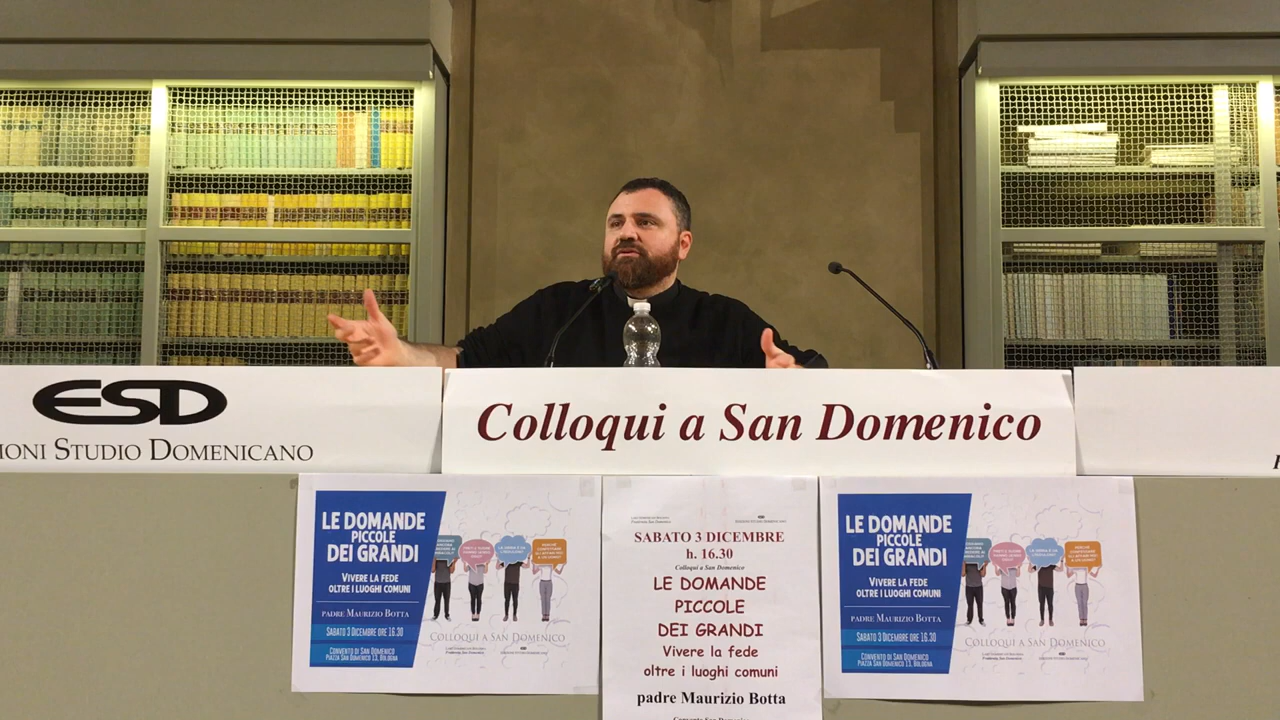 ESD
IONI STUDIO DOMENICANO
Colloqui a San Domenico
LE DOMANDE
PICCOLE
DEI GRANDI
VIVERE LA FEDE
OLTRE I LUOGHI COMUNI
PADRE MAURIZIO BOTTA
SABATO 3 DICEMBRE ORE 16.30
CONVENTO DI SAN DOMENICO
PIAZZA SAN DOMENICO 13, BOLOGNA
COLLOQUI A SAN DOMENICO
SABATO 3 DICEMBRE
h. 16.30
Colloqui a San Domenico
LE DOMANDE
PICCOLE
DEI GRANDI
Vivere la fede
oltre i luoghi comuni
padre Maurizio Botta
Convento San Domenico
LE DOMANDE
PICCOLE
DEI GRANDI
VIVERE LA FEDE
OLTRE I LUOGHI COMUNI
PADRE MAURIZIO BOTTA
SABATO 3 DICEMBRE ORE 16.30
CONVENTO DI SAN DOMENICO
PIAZZA SAN DOMENICO 13, BOLOGNA
COLLOQUI A SAN DOMENICO